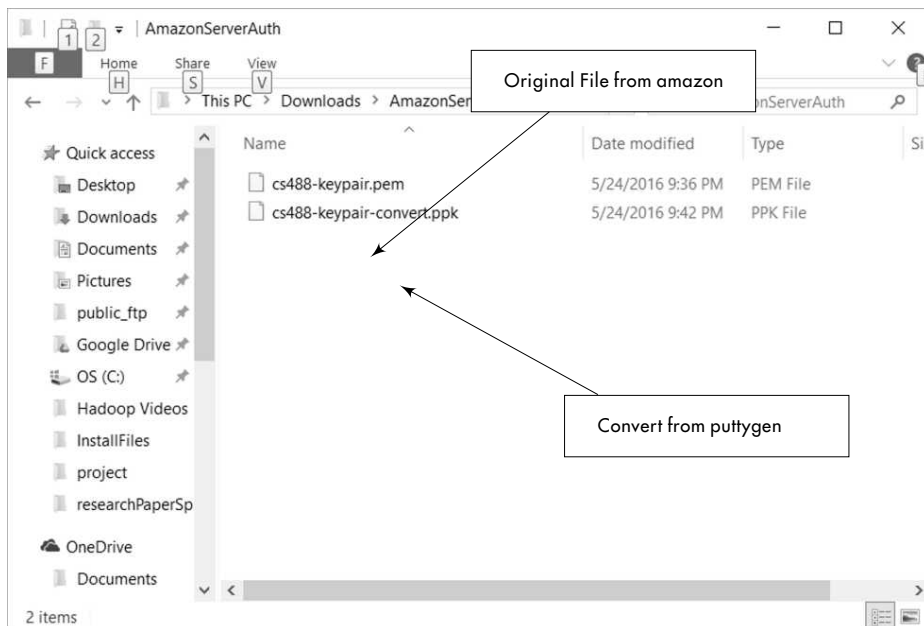 1 2 AmazonServerAuth
F Home Share View
H S V
Original File from amazon
This PC > Downloads > AmazonSer
nServerAuth
Quick access
Desktop
Downloads
Documents
Pictures
public_ftp
Google Drive
OS (C:)
Hadoop Videos
InstallFiles
project
researchPaperSp
OneDrive
Documents
Name Date modified Type Si
cs488-keypair.pem 5/24/2016 9:36 PM PEM File
cs488-keypair-convert.ppk 5/24/2016 9:42 PM PPK File
Convert from puttygen
2 items